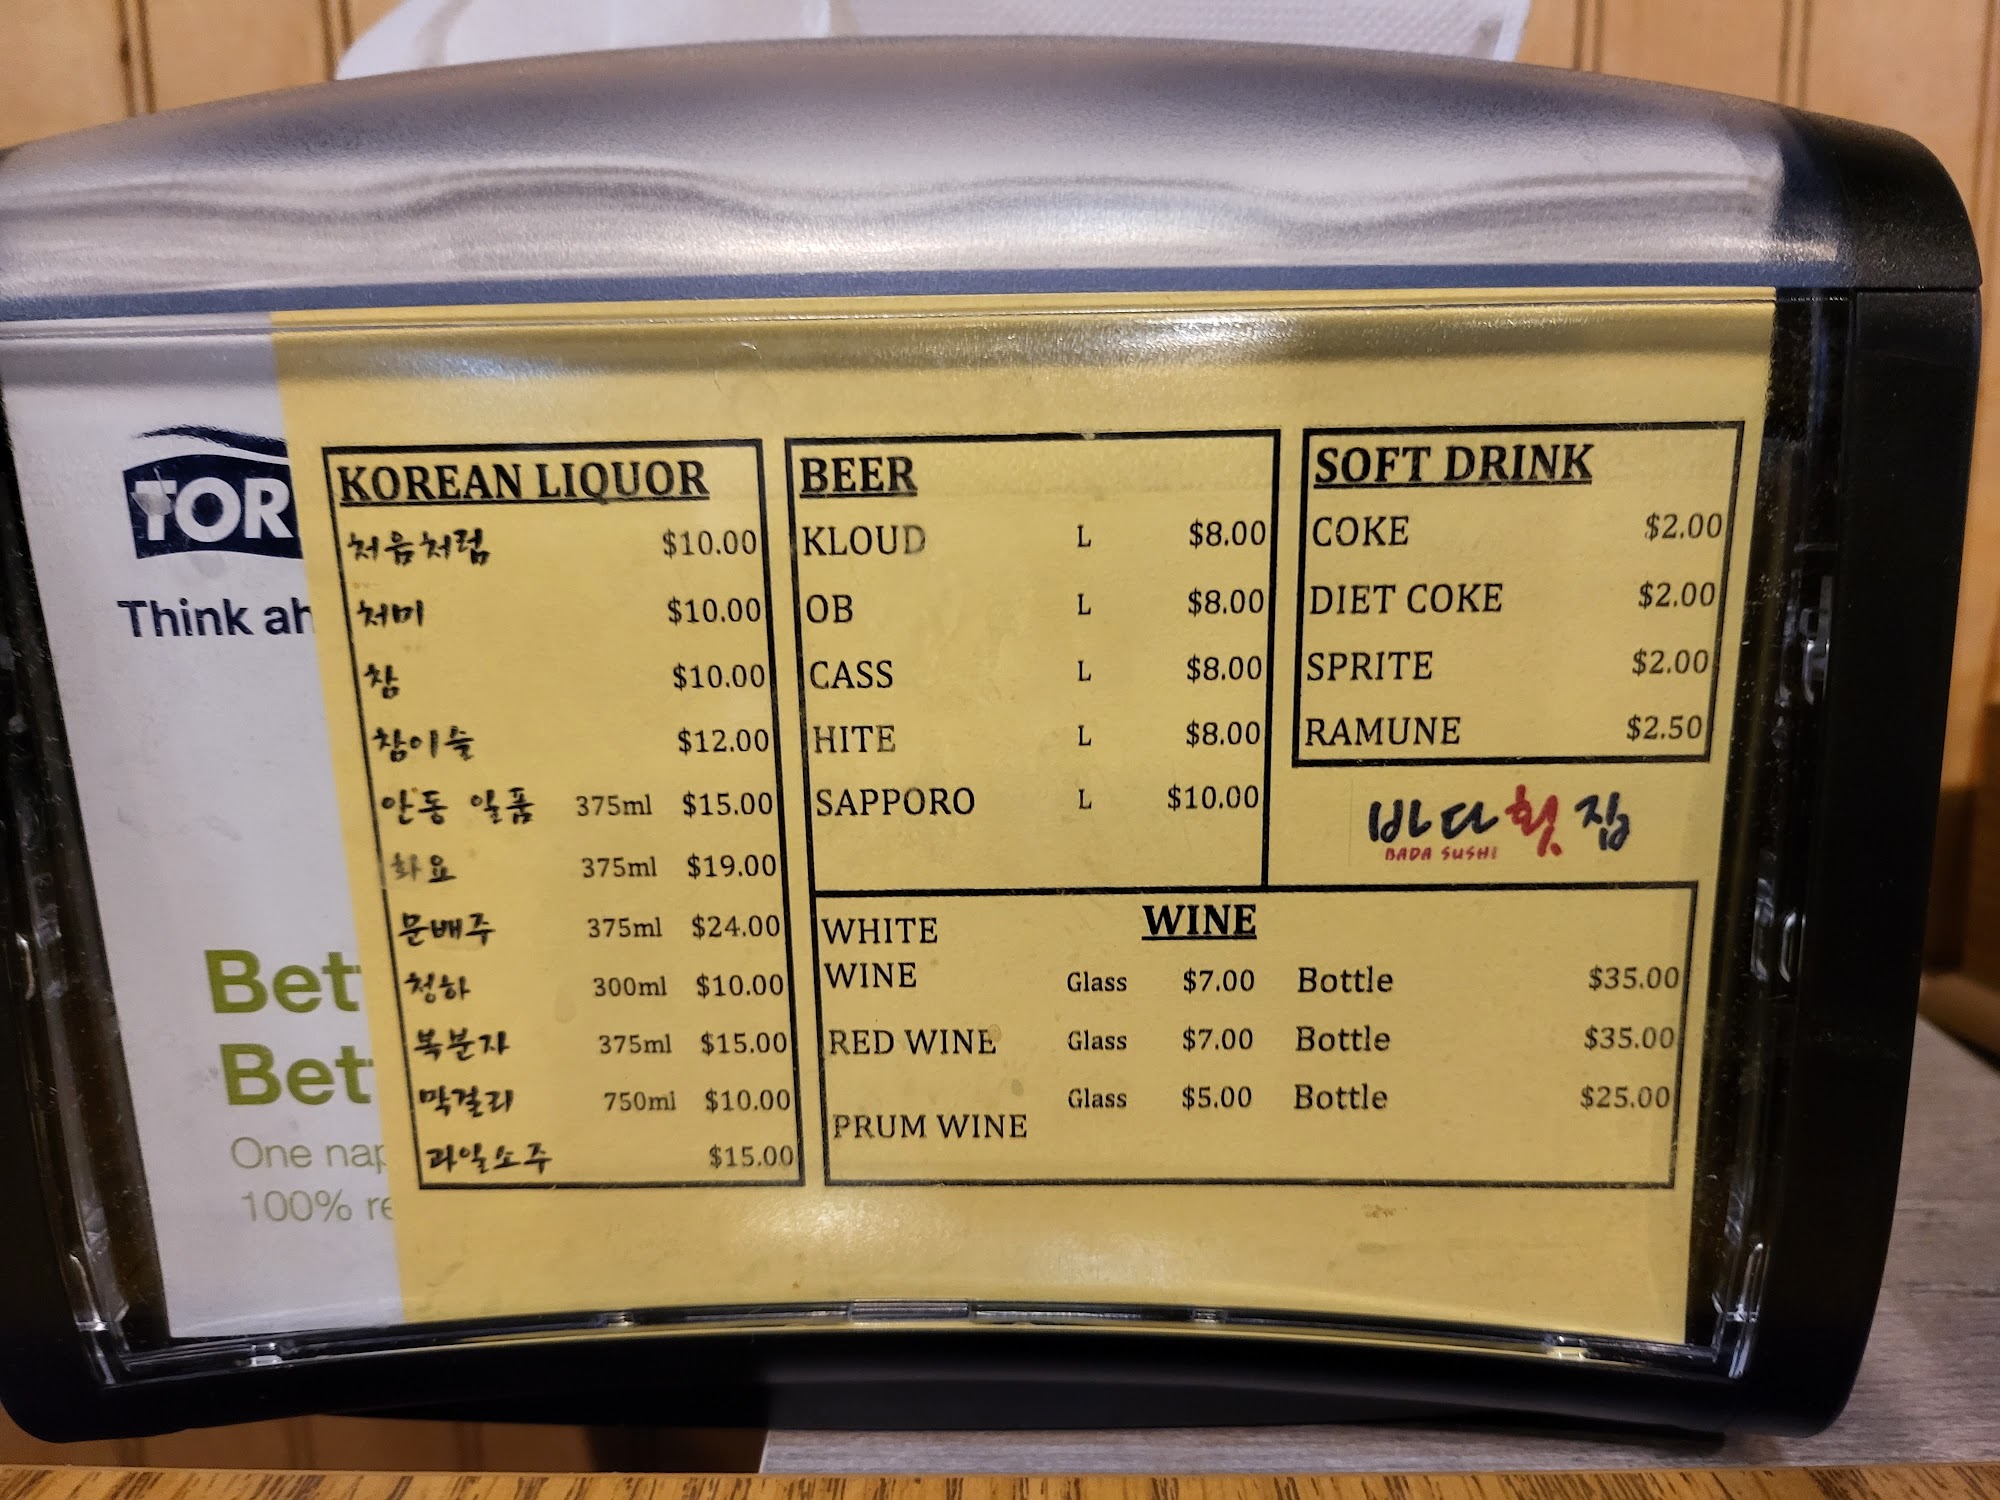 TOR
Think ah
Bet
Bet
One nap
100% re
KOREAN LIQUOR
처음처럼 $10.00
처미 $10.00
참 $10.00
참이슬 $12.00
안동 일품 375ml $15.00
화요 375ml $19.00
문배주 375ml $24.00
청하 300ml $10.00
복분자 375ml $15.00
막걸리 750ml $10.00
과일소주 $15.00
BEER
KLOUD L $8.00
OB L $8.00
CASS L $8.00
HITE L $8.00
SAPPORO L $10.00
SOFT DRINK
COKE $2.00
DIET COKE $2.00
SPRITE $2.00
RAMUNE $2.50
바다횟집
BADA SUSHI
WINE
WHITE
WINE Glass $7.00 Bottle $35.00
RED WINE Glass $7.00 Bottle $35.00
PRUM WINE Glass $5.00 Bottle $25.00